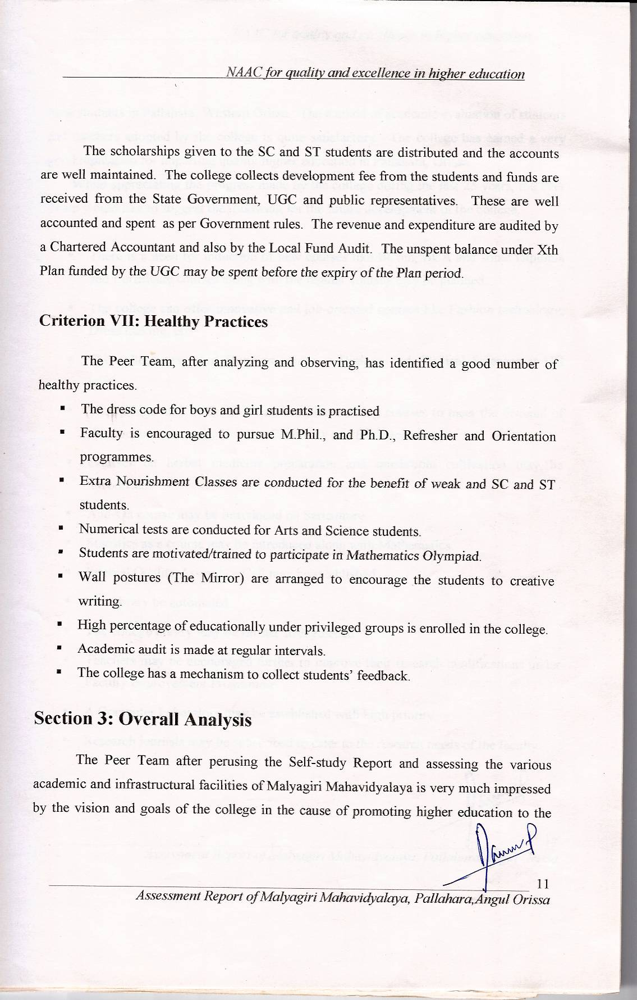 NAAC for quality and excellence in higher education
The scholarships given to the SC and ST students are distributed and the accounts
are well maintained. The college collects development fee from the students and funds are
received from the State Government, UGC and public representatives. These are well
accounted and spent as per Government rules. The revenue and expenditure are audited by
a Chartered Accountant and also by the Local Fund Audit. The unspent balance under Xth
Plan funded by the UGC may be spent before the expiry of the Plan period.
Criterion VII: Healthy Practices
The Peer Team, after analyzing and observing, has identified a good number of
healthy practices.
▪ The dress code for boys and girl students is practised
▪ Faculty is encouraged to pursue M.Phil., and Ph.D., Refresher and Orientation
programmes.
▪ Extra Nourishment Classes are conducted for the benefit of weak and SC and ST
students.
▪ Numerical tests are conducted for Arts and Science students.
▪ Students are motivated/trained to participate in Mathematics Olympiad.
▪ Wall postures (The Mirror) are arranged to encourage the students to creative
writing.
▪ High percentage of educationally under privileged groups is enrolled in the college.
▪ Academic audit is made at regular intervals.
▪ The college has a mechanism to collect students’ feedback.
Section 3: Overall Analysis
The Peer Team after perusing the Self-study Report and assessing the various
academic and infrastructural facilities of Malyagiri Mahavidyalaya is very much impressed
by the vision and goals of the college in the cause of promoting higher education to the
11
Assessment Report of Malyagiri Mahavidyalaya, Pallahara,Angul Orissa